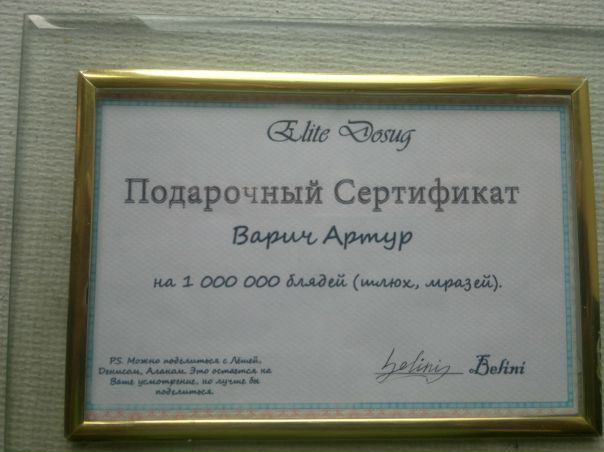 Elite Dosug
Подарочный Сертификат
Варич Артур
на 1 000 000 блядей (шлюх, мразей).
P.S. Можно поделиться с Лёшей,
Денисом, Аланом. Это остается на
Ваше усмотрение, но лучше бы
поделиться.
belinis Belini